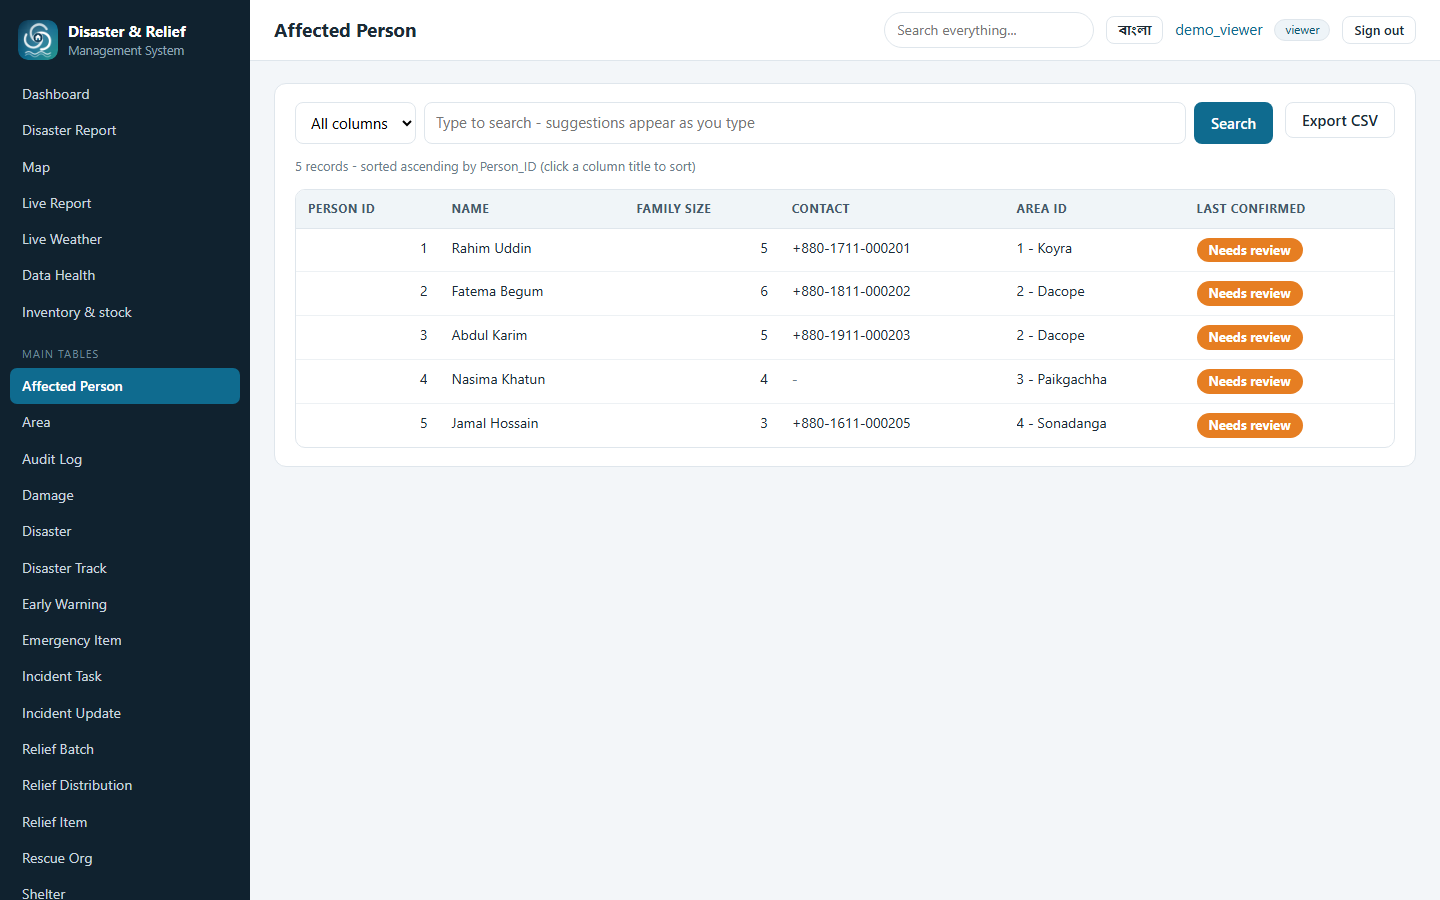 Disaster & Relief
Management System
Dashboard
Disaster Report
Map
Live Report
Live Weather
Data Health
Inventory & stock
MAIN TABLES
Affected Person
Area
Audit Log
Damage
Disaster
Disaster Track
Early Warning
Emergency Item
Incident Task
Incident Update
Relief Batch
Relief Distribution
Relief Item
Rescue Org
Shelter
Affected Person
Search everything...
বাংলা
demo_viewer
viewer
Sign out
All columns
Type to search - suggestions appear as you type
Search
Export CSV
5 records - sorted ascending by Person_ID (click a column title to sort)
PERSON ID NAME FAMILY SIZE CONTACT AREA ID LAST CONFIRMED
1 Rahim Uddin 5 +880-1711-000201 1 - Koyra Needs review
2 Fatema Begum 6 +880-1811-000202 2 - Dacope Needs review
3 Abdul Karim 5 +880-1911-000203 2 - Dacope Needs review
4 Nasima Khatun 4 - 3 - Paikgachha Needs review
5 Jamal Hossain 3 +880-1611-000205 4 - Sonadanga Needs review